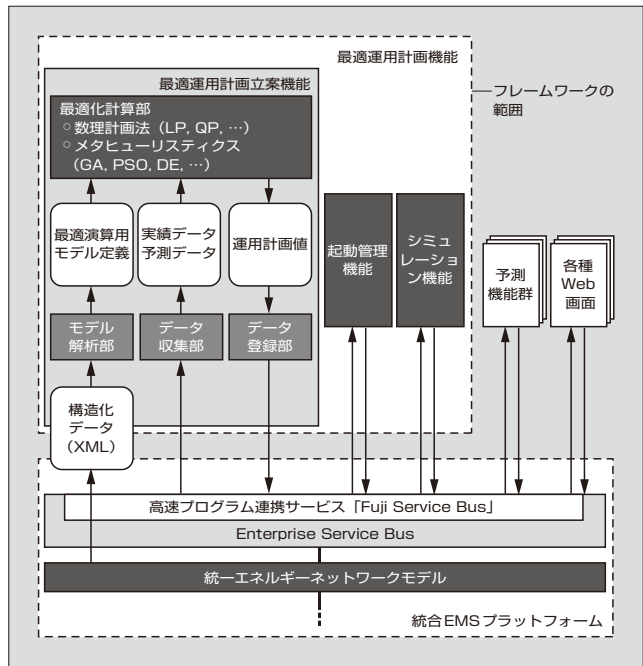 最適運用計画機能
フレームワークの
範囲
最適運用計画立案機能
最適化計算部
○ 数理計画法（LP, QP, …）
○ メタヒューリスティクス
（GA, PSO, DE, …）
最適演算用
モデル定義
実績データ
予測データ
運用計画値
起動管理
機能
シミュ
レーショ
ン機能
予測
機能群
各種
Web
画面
モデル
解析部
データ
収集部
データ
登録部
構造化
データ
（XML）
高速プログラム連携サービス「Fuji Service Bus」
Enterprise Service Bus
統一エネルギーネットワークモデル
統合EMSプラットフォーム